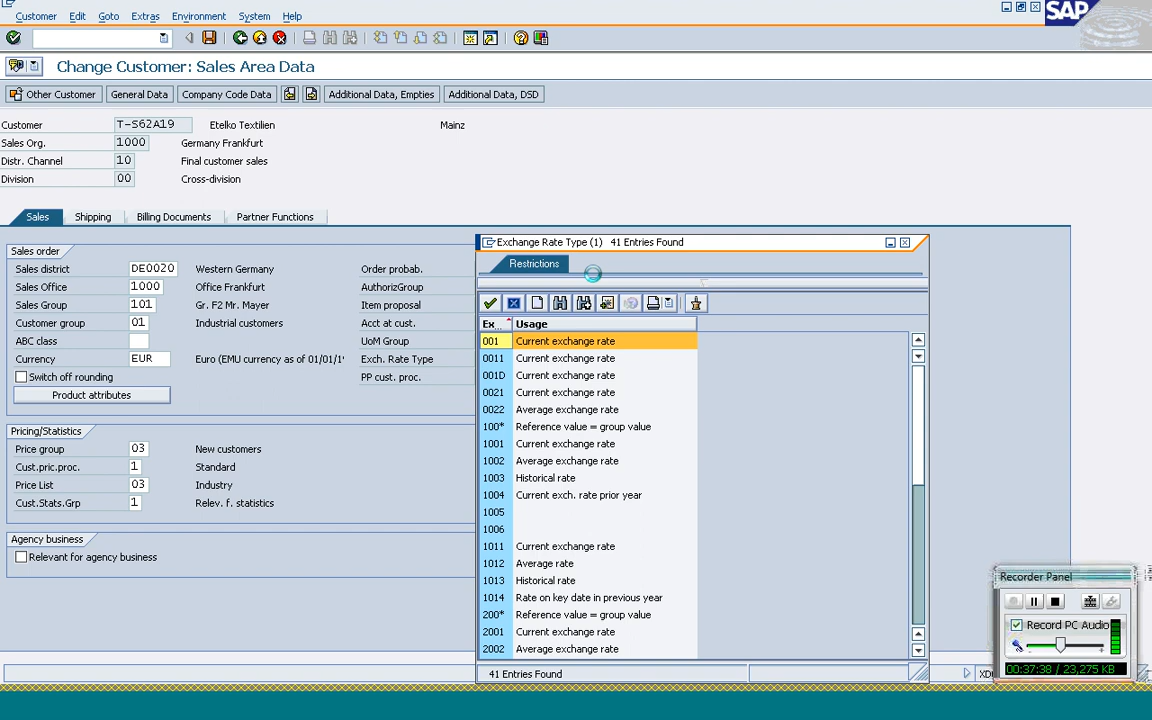 Customer Edit Goto Extras Environment System Help
SAP
Change Customer: Sales Area Data
Other Customer General Data Company Code Data Additional Data, Empties Additional Data, DSD
Customer T-S62A19 Etelko Textilien Mainz
Sales Org. 1000 Germany Frankfurt
Distr. Channel 10 Final customer sales
Division 00 Cross-division
Sales Shipping Billing Documents Partner Functions
Sales order
Sales district DE0020 Western Germany Order probab.
Sales Office 1000 Office Frankfurt AuthorizGroup
Sales Group 101 Gr. F2 Mr. Mayer Item proposal
Customer group 01 Industrial customers Acct at cust.
ABC class UoM Group
Currency EUR Euro (EMU currency as of 01/01/1' Exch. Rate Type
Switch off rounding PP cust. proc.
Product attributes
Pricing/Statistics
Price group 03 New customers
Cust.pric.proc. 1 Standard
Price List 03 Industry
Cust.Stats.Grp 1 Relev. f. statistics
Agency business
Relevant for agency business
Exchange Rate Type (1) 41 Entries Found
Restrictions
Ex... Usage
001 Current exchange rate
0011 Current exchange rate
001D Current exchange rate
0021 Current exchange rate
0022 Average exchange rate
100* Reference value = group value
1001 Current exchange rate
1002 Average exchange rate
1003 Historical rate
1004 Current exch. rate prior year
1005
1006
1011 Current exchange rate
1012 Average rate
1013 Historical rate
1014 Rate on key date in previous year
200* Reference value = group value
2001 Current exchange rate
2002 Average exchange rate
41 Entries Found
Recorder Panel
Record PC Audio
00:37:38 / 23,275 KB